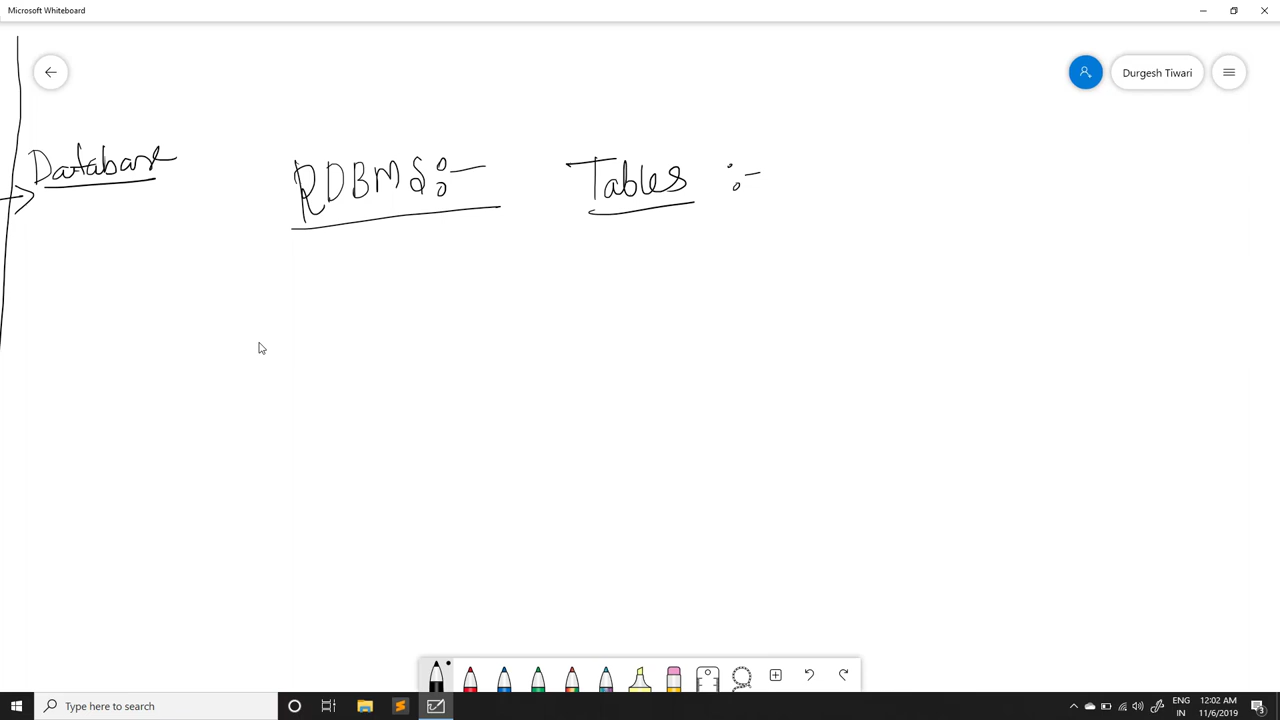 Microsoft Whiteboard
Durgesh Tiwari
Database RDBMS:- Tables :-
Type here to search
ENG 12:02 AM
IN 11/6/2019
3